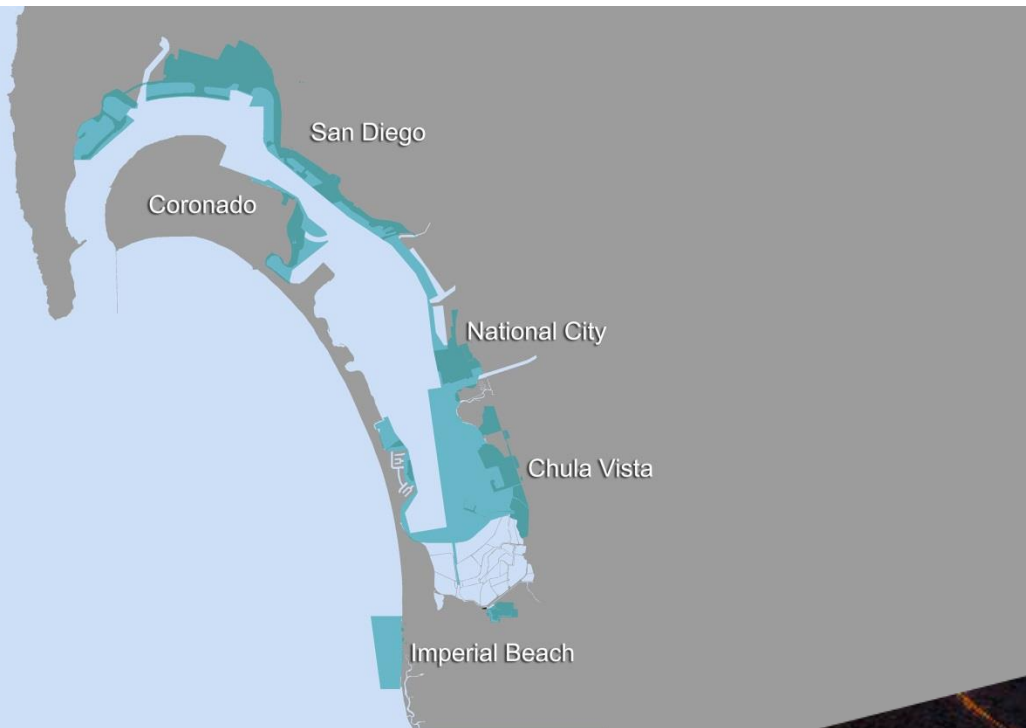 San Diego
Coronado
National City
Chula Vista
Imperial Beach